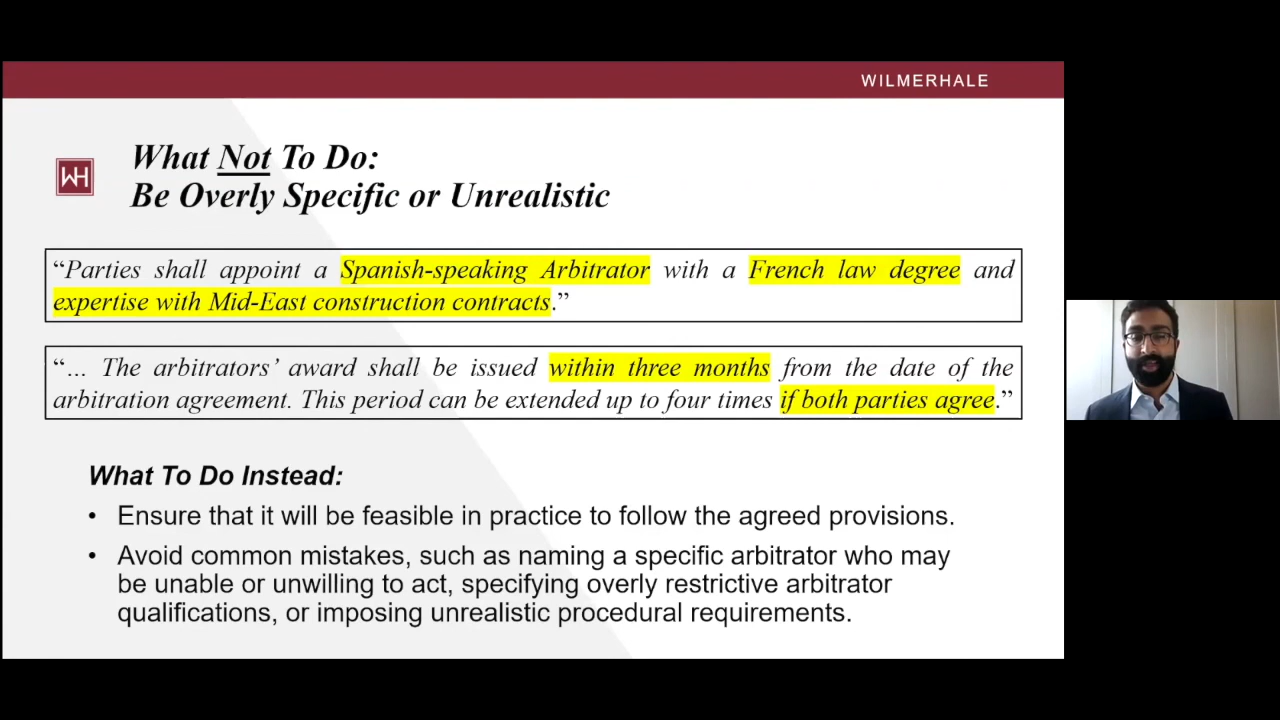 WILMERHALE
WH
What Not To Do:
Be Overly Specific or Unrealistic
“Parties shall appoint a Spanish-speaking Arbitrator with a French law degree and
expertise with Mid-East construction contracts.”
“… The arbitrators’ award shall be issued within three months from the date of the
arbitration agreement. This period can be extended up to four times if both parties agree.”
What To Do Instead:
• Ensure that it will be feasible in practice to follow the agreed provisions.
• Avoid common mistakes, such as naming a specific arbitrator who may
be unable or unwilling to act, specifying overly restrictive arbitrator
qualifications, or imposing unrealistic procedural requirements.